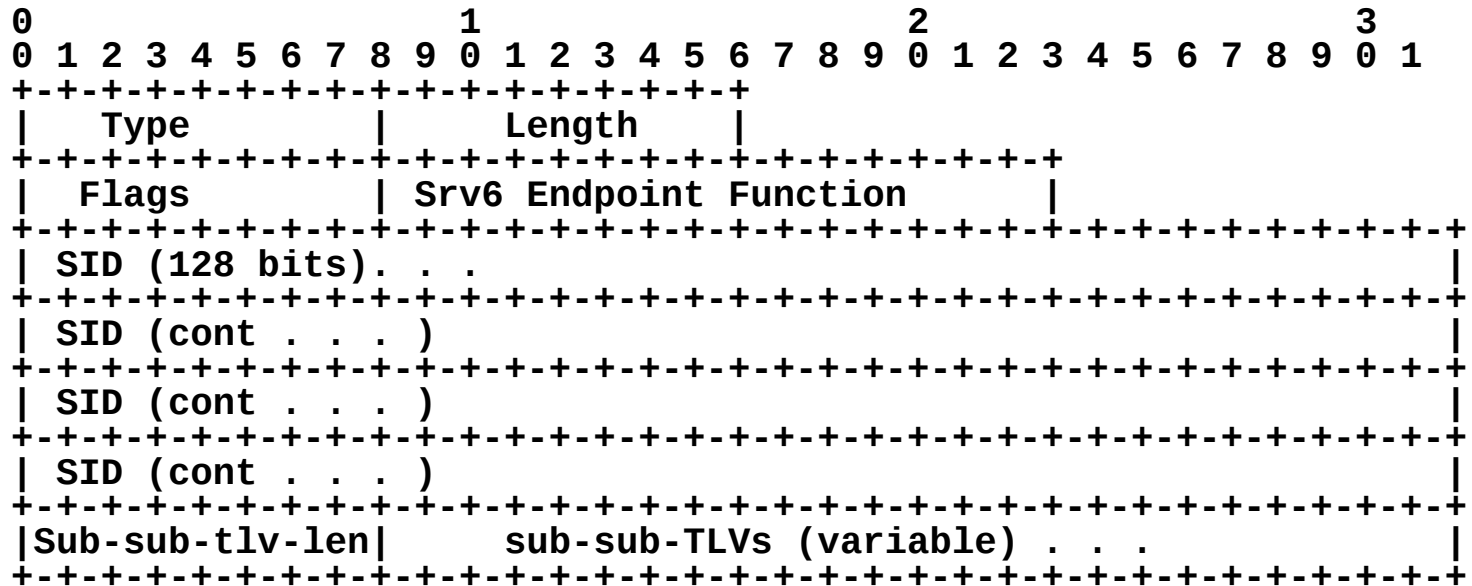 0                   1                   2                   3
0 1 2 3 4 5 6 7 8 9 0 1 2 3 4 5 6 7 8 9 0 1 2 3 4 5 6 7 8 9 0 1
+-+-+-+-+-+-+-+-+-+-+-+-+-+-+-+-+
|   Type        |     Length    |
+-+-+-+-+-+-+-+-+-+-+-+-+-+-+-+-+-+-+-+-+-+-+-+
|  Flags        | Srv6 Endpoint Function      |
+-+-+-+-+-+-+-+-+-+-+-+-+-+-+-+-+-+-+-+-+-+-+-+-+-+-+-+-+-+-+-+-+
| SID (128 bits). . .                                           |
+-+-+-+-+-+-+-+-+-+-+-+-+-+-+-+-+-+-+-+-+-+-+-+-+-+-+-+-+-+-+-+-+
| SID (cont . . . )                                             |
+-+-+-+-+-+-+-+-+-+-+-+-+-+-+-+-+-+-+-+-+-+-+-+-+-+-+-+-+-+-+-+-+
| SID (cont . . . )                                             |
+-+-+-+-+-+-+-+-+-+-+-+-+-+-+-+-+-+-+-+-+-+-+-+-+-+-+-+-+-+-+-+-+
| SID (cont . . . )                                             |
+-+-+-+-+-+-+-+-+-+-+-+-+-+-+-+-+-+-+-+-+-+-+-+-+-+-+-+-+-+-+-+-+
|Sub-sub-tlv-len|     sub-sub-TLVs (variable) . . .             |
+-+-+-+-+-+-+-+-+-+-+-+-+-+-+-+-+-+-+-+-+-+-+-+-+-+-+-+-+-+-+-+-+